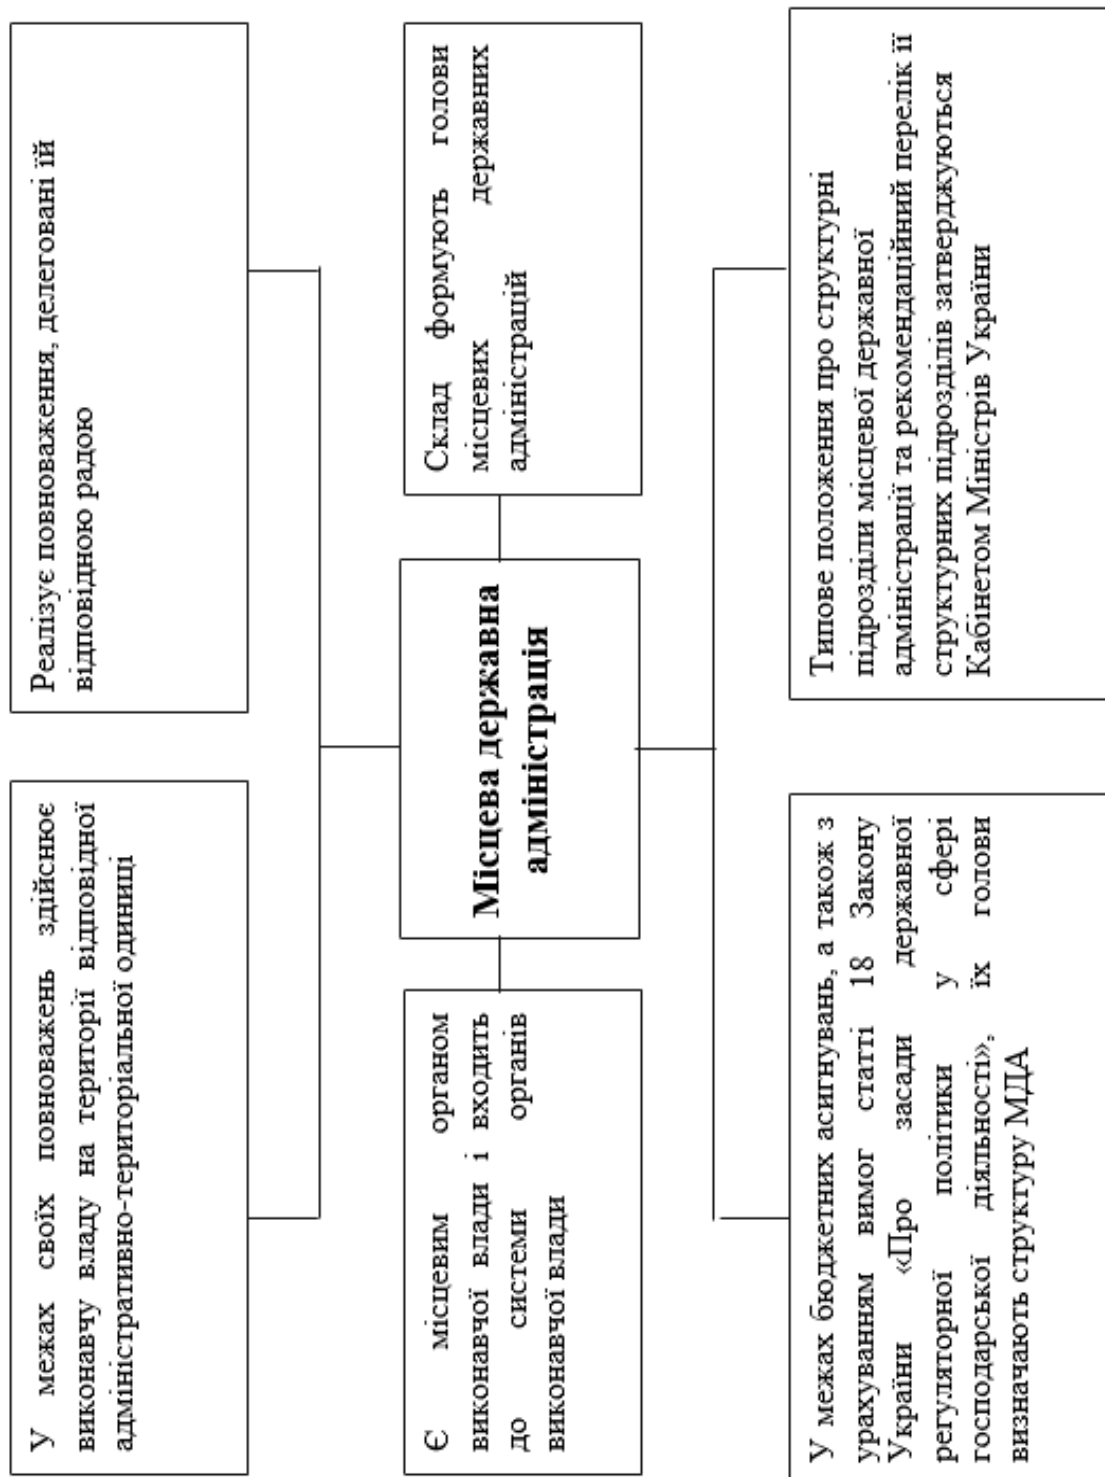 У межах своїх повноважень здійснює
виконавчу владу на території відповідної
адміністративно-територіальної одиниці
Реалізує повноваження, делеговані їй
відповідною радою
Є місцевим органом
виконавчої влади і входить
до системи органів
виконавчої влади
Місцева державна
адміністрація
Склад формують голови
місцевих державних
адміністрацій
У межах бюджетних асигнувань, а також з
урахуванням вимог статті 18 Закону
України «Про засади державної
регуляторної політики у сфері
господарської діяльності», їх голови
визначають структуру МДА
Типове положення про структурні
підрозділи місцевої державної
адміністрації та рекомендаційний перелік її
структурних підрозділів затверджуються
Кабінетом Міністрів України